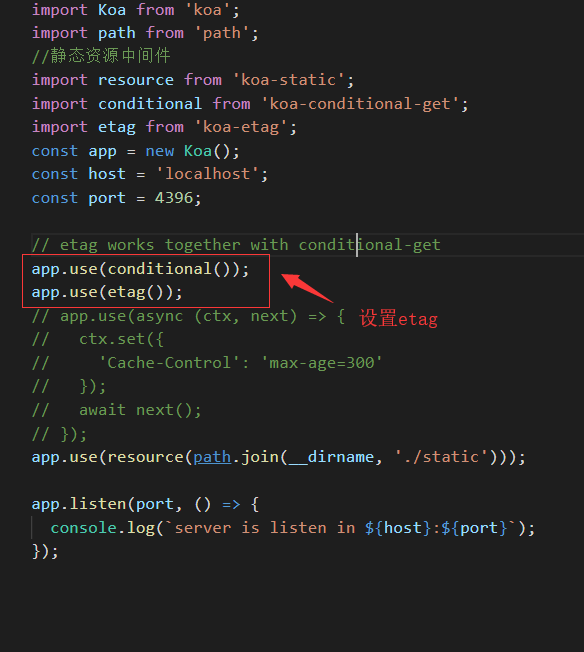 import Koa from 'koa';
import path from 'path';
//静态资源中间件
import resource from 'koa-static';
import conditional from 'koa-conditional-get';
import etag from 'koa-etag';
const app = new Koa();
const host = 'localhost';
const port = 4396;
// etag works together with conditional-get
app.use(conditional());
app.use(etag());
// app.use(async (ctx, next) => {
设置etag
//   ctx.set({
//     'Cache-Control': 'max-age=300'
//   });
//   await next();
// });
app.use(resource(path.join(__dirname, './static')));
app.listen(port, () => {
  console.log(`server is listen in ${host}:${port}`);
});